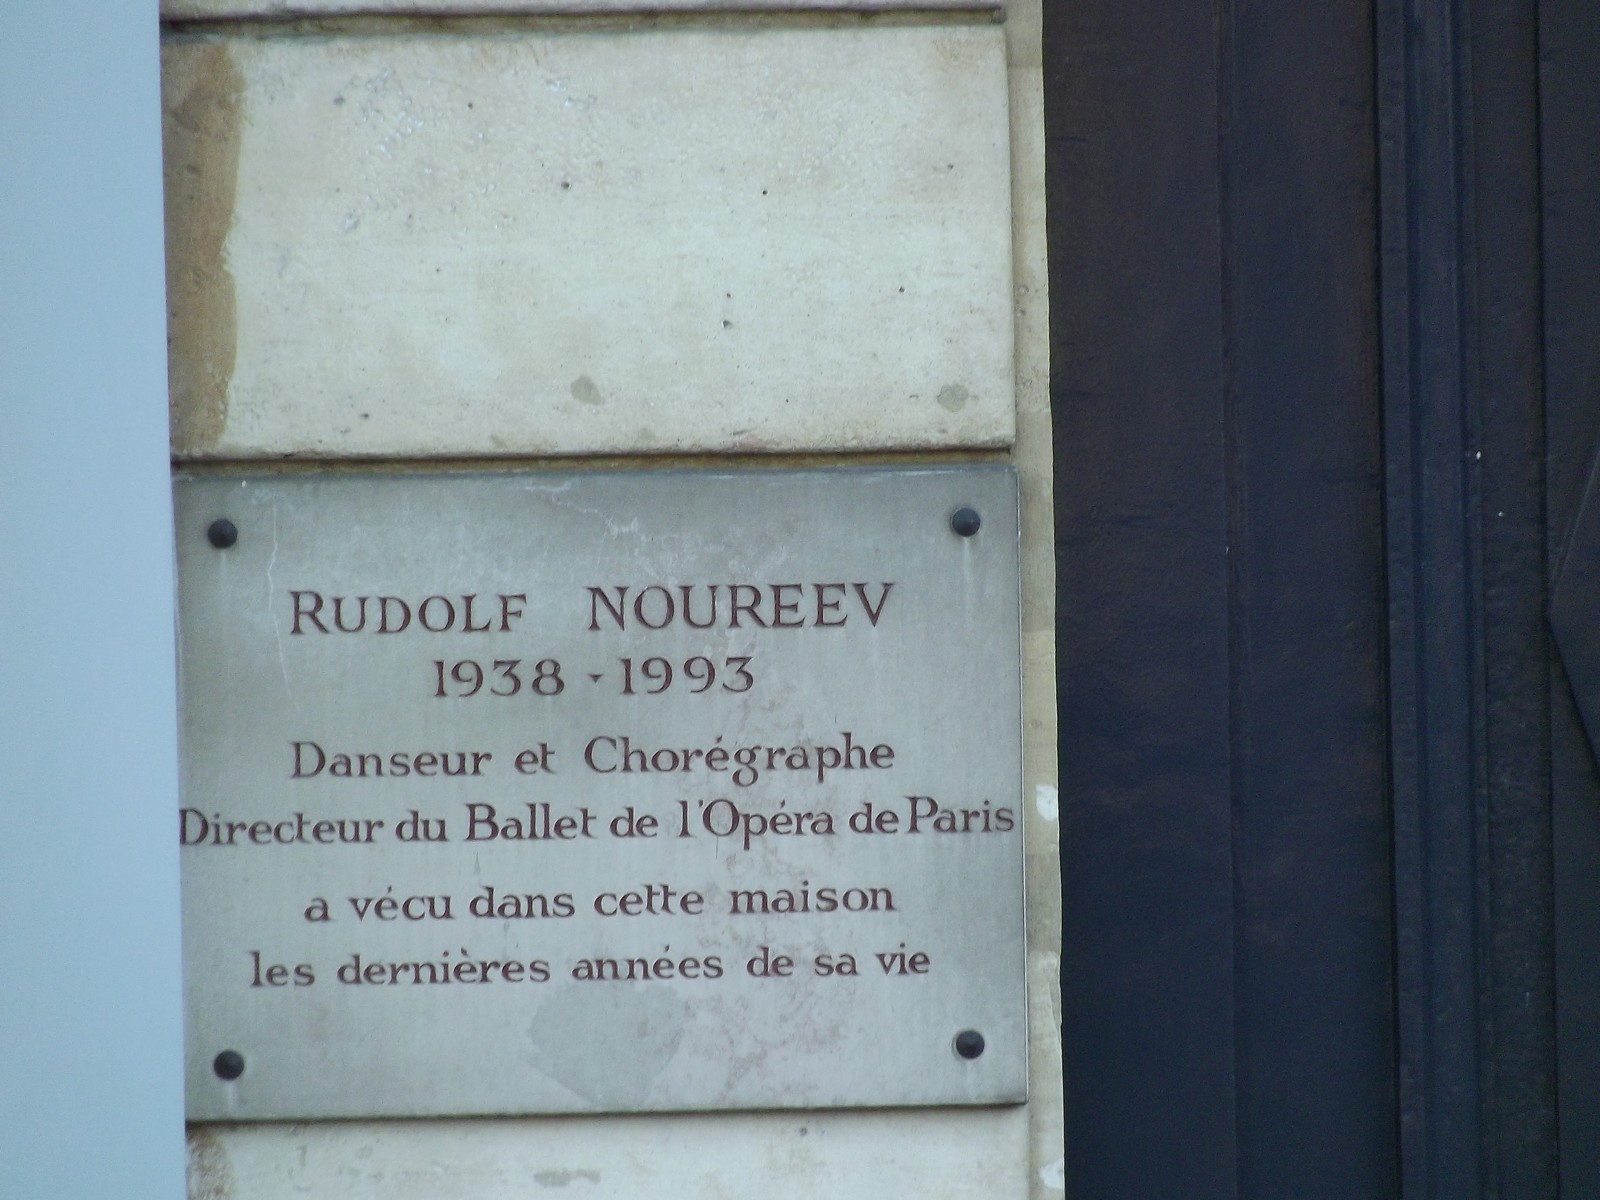 RUDOLF NOUREEV
1938 - 1993
Danseur et Chorégraphe
Directeur du Ballet de l'Opéra de Paris
a vécu dans cette maison
les dernières années de sa vie